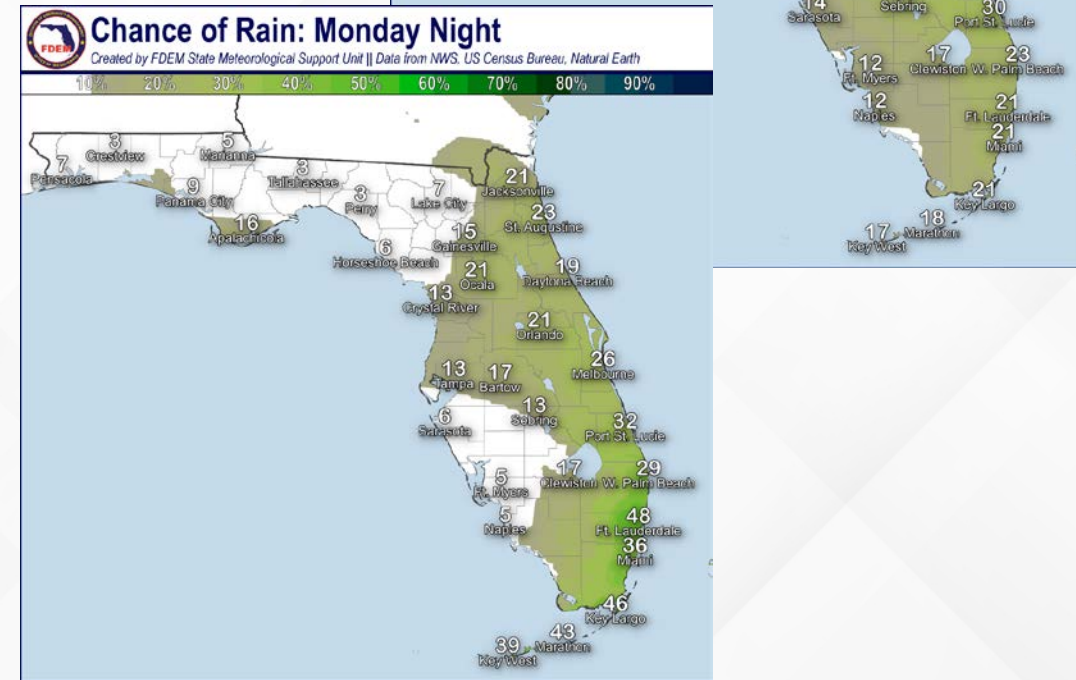 FDEM
Chance of Rain: Monday Night
Created by FDEM State Meteorological Support Unit || Data from NWS, US Census Bureau, Natural Earth
10% 20% 30% 40% 50% 60% 70% 80% 90%
3
Crestview
5
Marianna
7
Pensacola
3
Tallahassee
9
Panama City
3
Perry
7
Lake City
21
Jacksonville
16
Apalachicola
23
St. Augustine
15
Gainesville
6
Horseshoe Beach
21
Ocala
19
Daytona Beach
13
Crystal River
21
Orlando
26
Melbourne
13
Tampa
17
Bartow
13
Sebring
6
Sarasota
32
Port St. Lucie
17
Clewiston
29
W. Palm Beach
5
Ft. Myers
5
Naples
48
Ft. Lauderdale
36
Miami
46
Key Largo
43
Marathon
39
Key West
14
Sarasota
Sebring
30
Port St. Lucie
12
Ft. Myers
17
Clewiston
23
W. Palm Beach
12
Naples
21
Ft. Lauderdale
21
Miami
21
Key Largo
18
Marathon
17
Key West